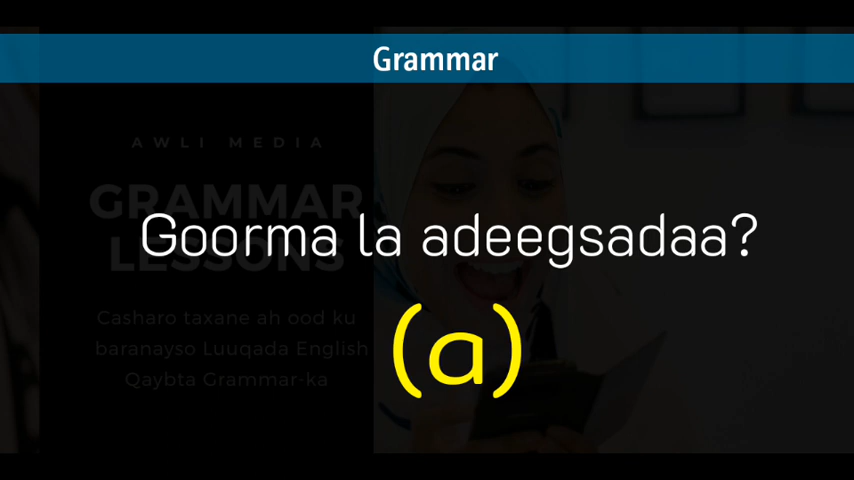 Grammar
AWLI MEDIA
GRAMMAR
LESSONS
Goorma la adeegsadaa?
(a)
Casharo taxane ah ood ku
baranayso Luuqada English
Qaybta Grammar-ka